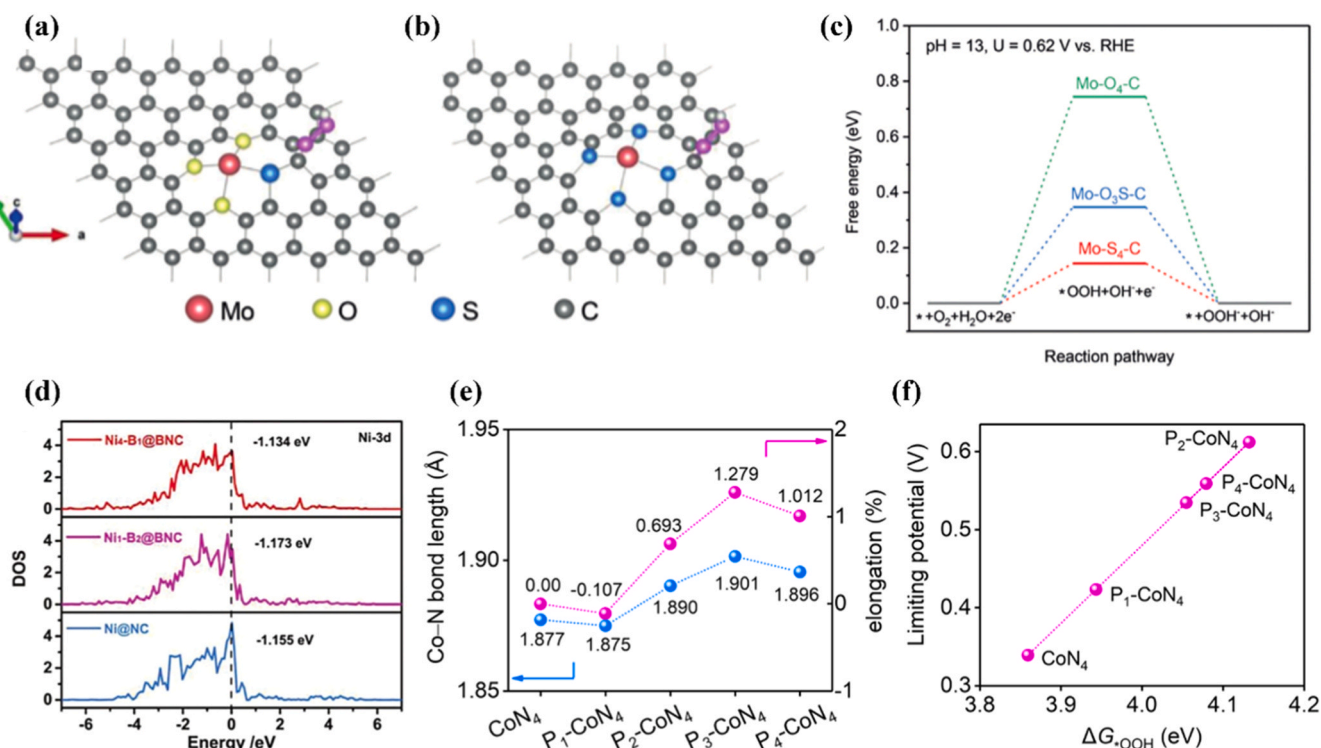 (a)
(b)
c
a
Mo
O
S
C
(c)
pH = 13, U = 0.62 V vs. RHE
Free energy (eV)
0.8
0.6
0.4
0.2
0.0
Mo-O₄-C
Mo-O₃S-C
Mo-S₄-C
*OOH+OH⁻+e⁻
*+O₂+H₂O+2e⁻
*+OOH⁻+OH⁻
Reaction pathway
(d)
DOS
4
2
0
Ni₄-B₁@BNC
-1.134 eV
Ni-3d
4
2
0
Ni₁-B₂@BNC
-1.173 eV
4
2
0
Ni@NC
-1.155 eV
-6 -4 -2 0 2 4 6
Energy /eV
(e)
Co–N bond length (Å)
1.95
1.90
1.85
elongation (%)
2
1
0
-1
0.00
-0.107
0.693
1.279
1.012
1.877
1.875
1.890
1.901
1.896
CoN₄
P₁-CoN₄
P₂-CoN₄
P₃-CoN₄
P₄-CoN₄
(f)
Limiting potential (V)
0.6
0.5
0.4
0.3
P₂-CoN₄
P₄-CoN₄
P₃-CoN₄
P₁-CoN₄
CoN₄
3.8 3.9 4.0 4.1 4.2
ΔG*OOH (eV)